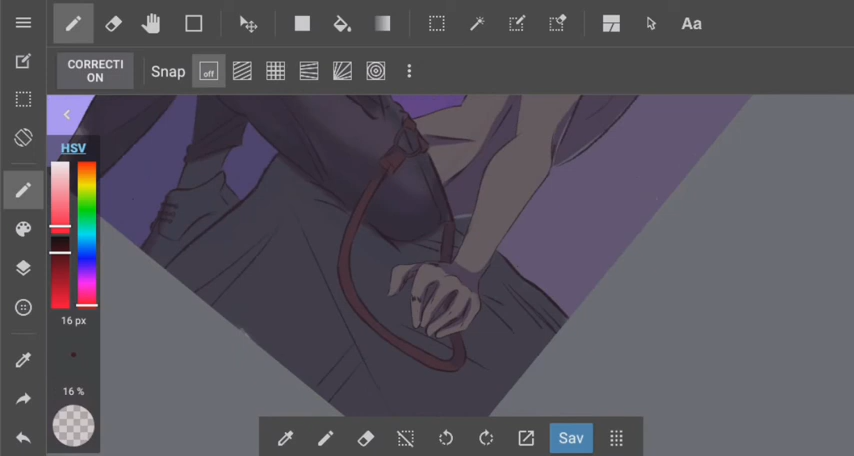 Aa
CORRECTI
ON
Snap
off
HSV
16 px
16 %
Sav